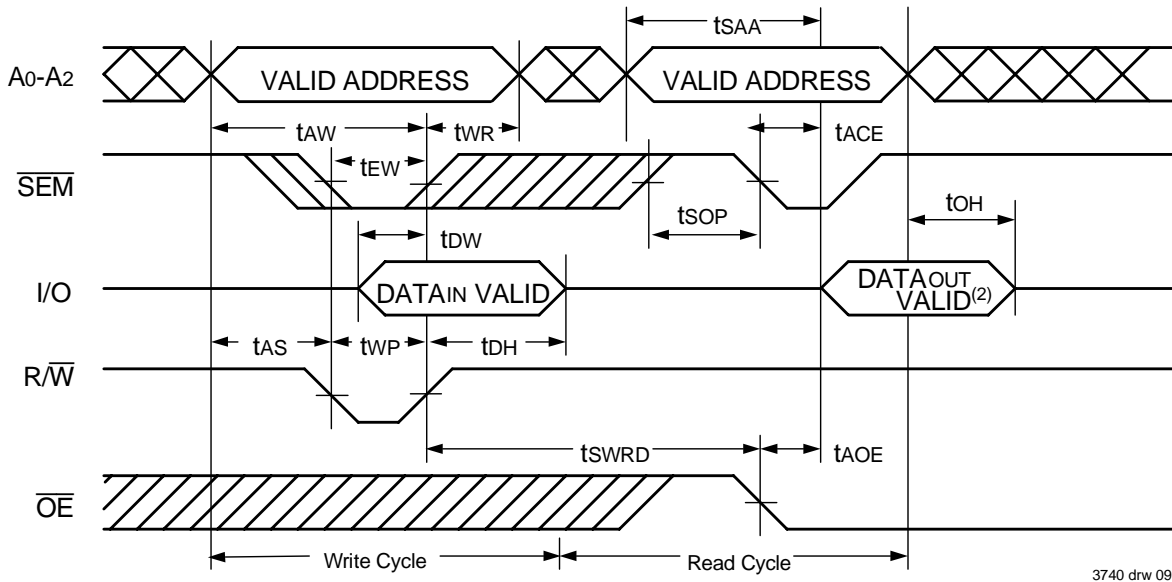 tSAA
A0-A2
VALID ADDRESS
VALID ADDRESS
tAW
tWR
tACE
tEW
SEM
tSOP
tOH
tDW
I/O
DATAIN VALID
DATAOUT
VALID(2)
tAS
tWP
tDH
R/W
tSWRD
tAOE
OE
Write Cycle
Read Cycle
3740 drw 09